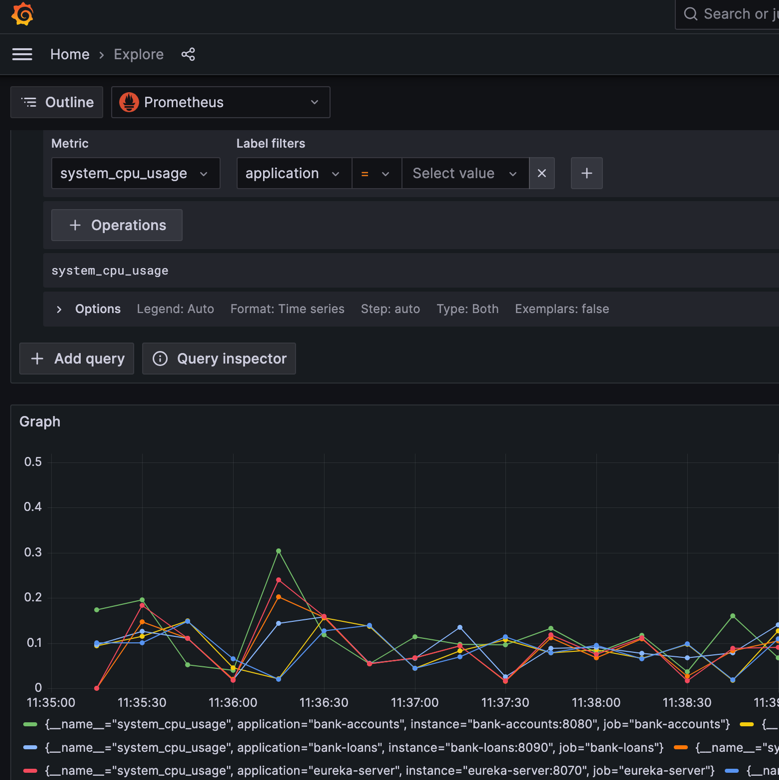 Search or
Home › Explore
Outline Prometheus
Metric Label filters
system_cpu_usage application = Select value × +
+ Operations
system_cpu_usage
> Options Legend: Auto Format: Time series Step: auto Type: Both Exemplars: false
+ Add query Query inspector
Graph
0.5
0.4
0.3
0.2
0.1
0
11:35:00 11:35:30 11:36:00 11:36:30 11:37:00 11:37:30 11:38:00 11:38:30
{__name__="system_cpu_usage", application="bank-accounts", instance="bank-accounts:8080", job="bank-accounts"} {__
{__name__="system_cpu_usage", application="bank-loans", instance="bank-loans:8090", job="bank-loans"} {__name__="sy
{__name__="system_cpu_usage", application="eureka-server", instance="eureka-server:8070", job="eureka-server"} {__na